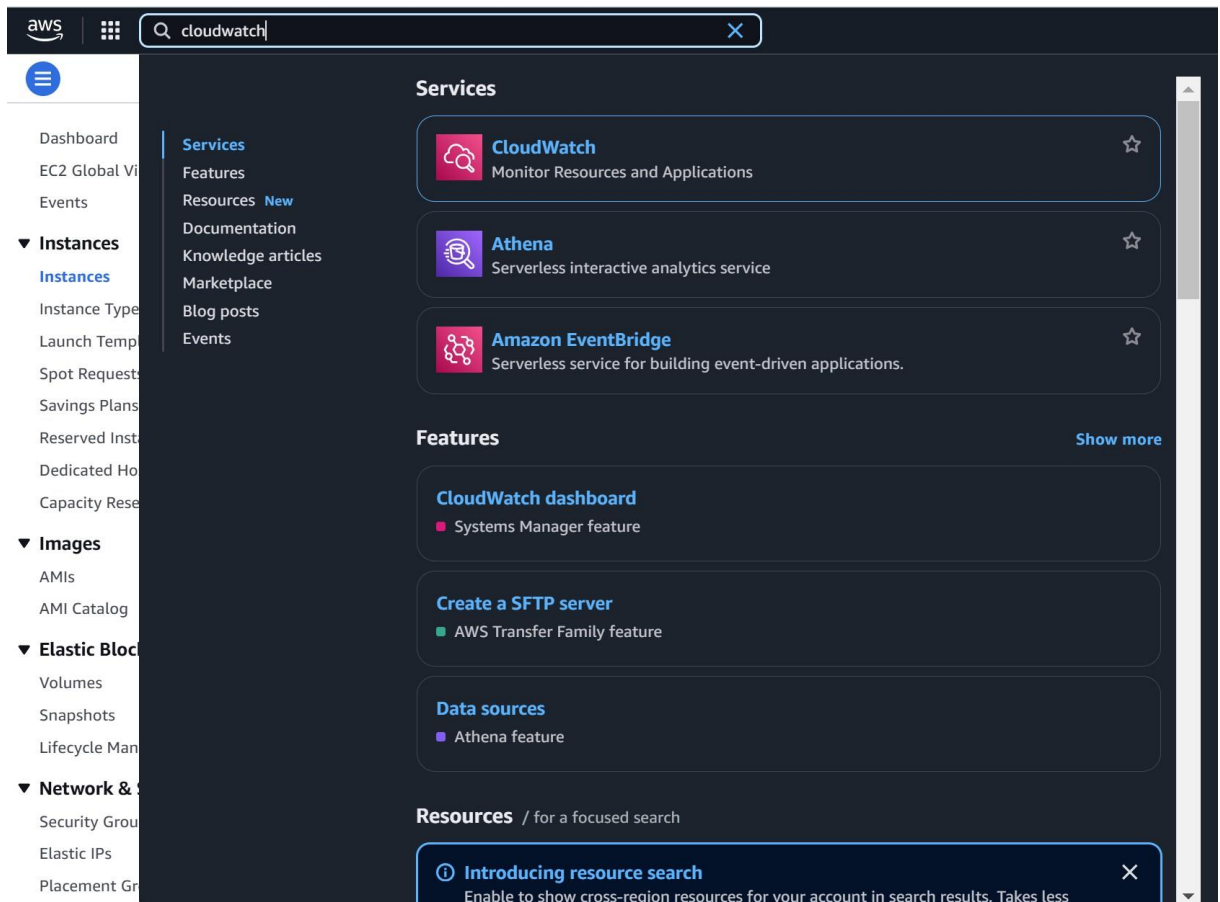 aws
cloudwatch
Dashboard
EC2 Global Vi
Events
Instances
Instances
Instance Type
Launch Templ
Spot Requests
Savings Plans
Reserved Insta
Dedicated Ho
Capacity Rese
Images
AMIs
AMI Catalog
Elastic Bloc
Volumes
Snapshots
Lifecycle Man
Network & S
Security Grou
Elastic IPs
Placement Gr
Services
Features
Resources New
Documentation
Knowledge articles
Marketplace
Blog posts
Events
Services
CloudWatch
Monitor Resources and Applications
Athena
Serverless interactive analytics service
Amazon EventBridge
Serverless service for building event-driven applications.
Features
Show more
CloudWatch dashboard
Systems Manager feature
Create a SFTP server
AWS Transfer Family feature
Data sources
Athena feature
Resources / for a focused search
Introducing resource search
Enable to show cross-region resources for your account in search results. Takes less